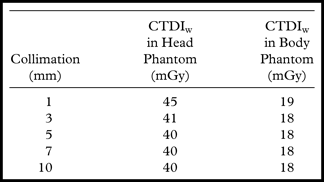 CTDIw CTDIw
in Head in Body
Collimation Phantom Phantom
(mm) (mGy) (mGy)
1 45 19
3 41 18
5 40 18
7 40 18
10 40 18